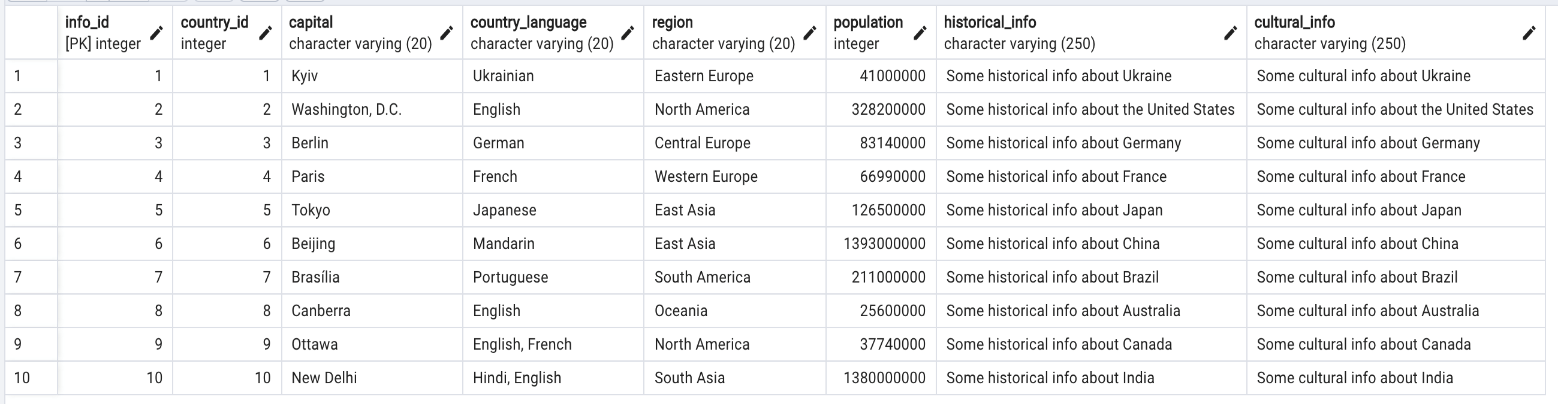 info_id country_id capital country_language region population historical_info cultural_info
[PK] integer integer character varying (20) character varying (20) character varying (20) integer character varying (250) character varying (250)
1 1 1 Kyiv Ukrainian Eastern Europe 41000000 Some historical info about Ukraine Some cultural info about Ukraine
2 2 2 Washington, D.C. English North America 328200000 Some historical info about the United States Some cultural info about the United States
3 3 3 Berlin German Central Europe 83140000 Some historical info about Germany Some cultural info about Germany
4 4 4 Paris French Western Europe 66990000 Some historical info about France Some cultural info about France
5 5 5 Tokyo Japanese East Asia 126500000 Some historical info about Japan Some cultural info about Japan
6 6 6 Beijing Mandarin East Asia 1393000000 Some historical info about China Some cultural info about China
7 7 7 Brasília Portuguese South America 211000000 Some historical info about Brazil Some cultural info about Brazil
8 8 8 Canberra English Oceania 25600000 Some historical info about Australia Some cultural info about Australia
9 9 9 Ottawa English, French North America 37740000 Some historical info about Canada Some cultural info about Canada
10 10 10 New Delhi Hindi, English South Asia 1380000000 Some historical info about India Some cultural info about India